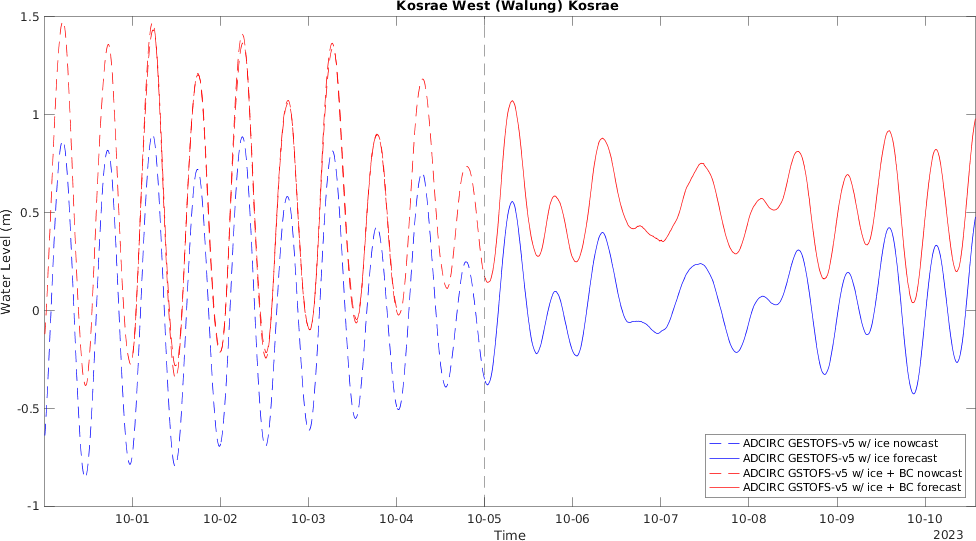 Kosrae West (Walung) Kosrae
1.5
1
0.5
0
-0.5
-1
Water Level (m)
10-01 10-02 10-03 10-04 10-05 10-06 10-07 10-08 10-09 10-10
Time
2023
ADCIRC GESTOFS-v5 w/ ice nowcast
ADCIRC GESTOFS-v5 w/ ice forecast
ADCIRC GSTOFS-v5 w/ ice + BC nowcast
ADCIRC GSTOFS-v5 w/ ice + BC forecast